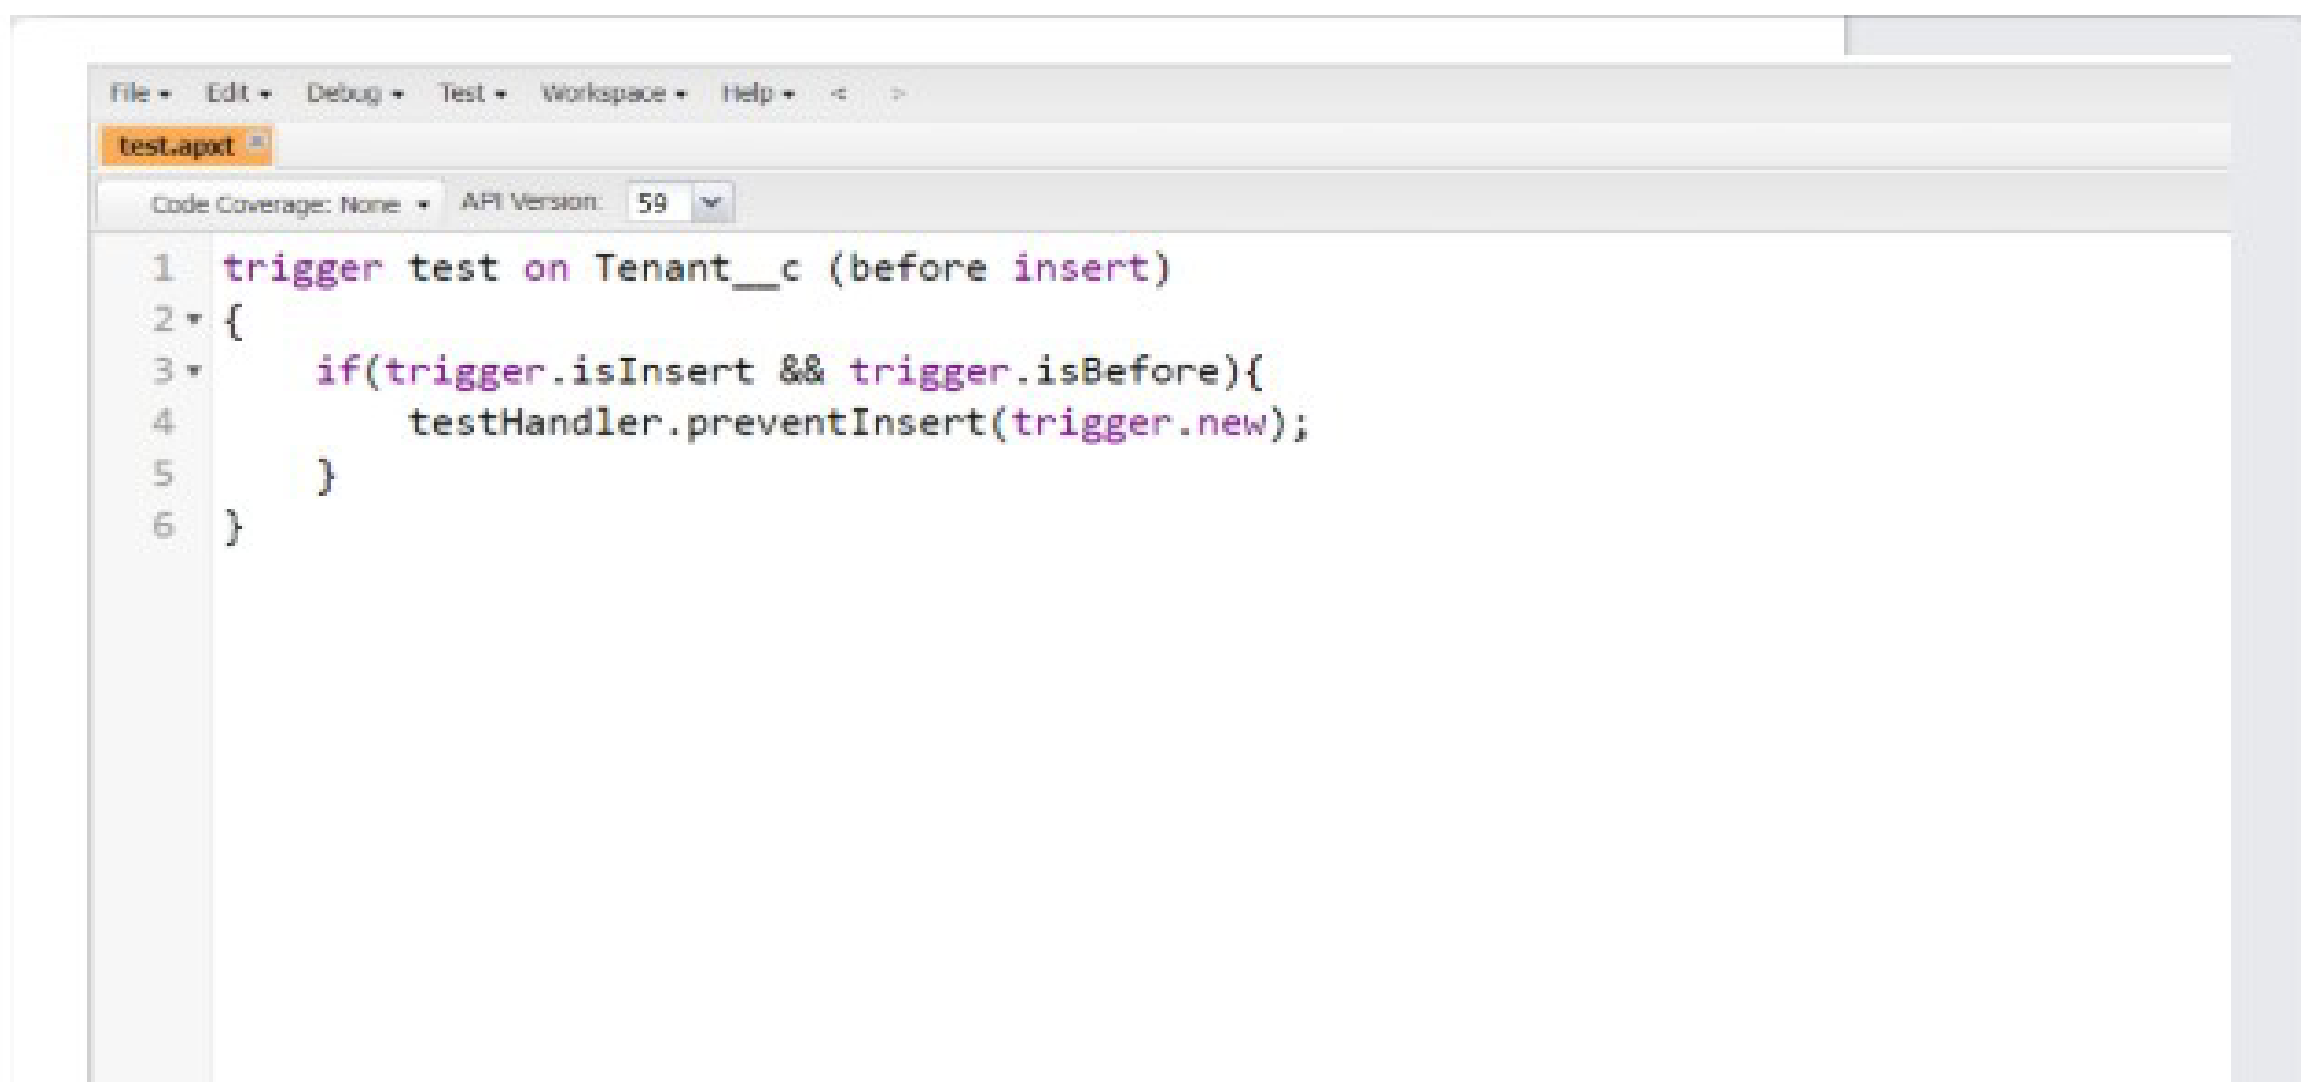 File Edit Debug Test Workspace Help < >
test.apxt
Code Coverage: None API Version: 59
1 trigger test on Tenant__c (before insert)
2 {
3 if(trigger.isInsert && trigger.isBefore){
4 testHandler.preventInsert(trigger.new);
5 }
6 }